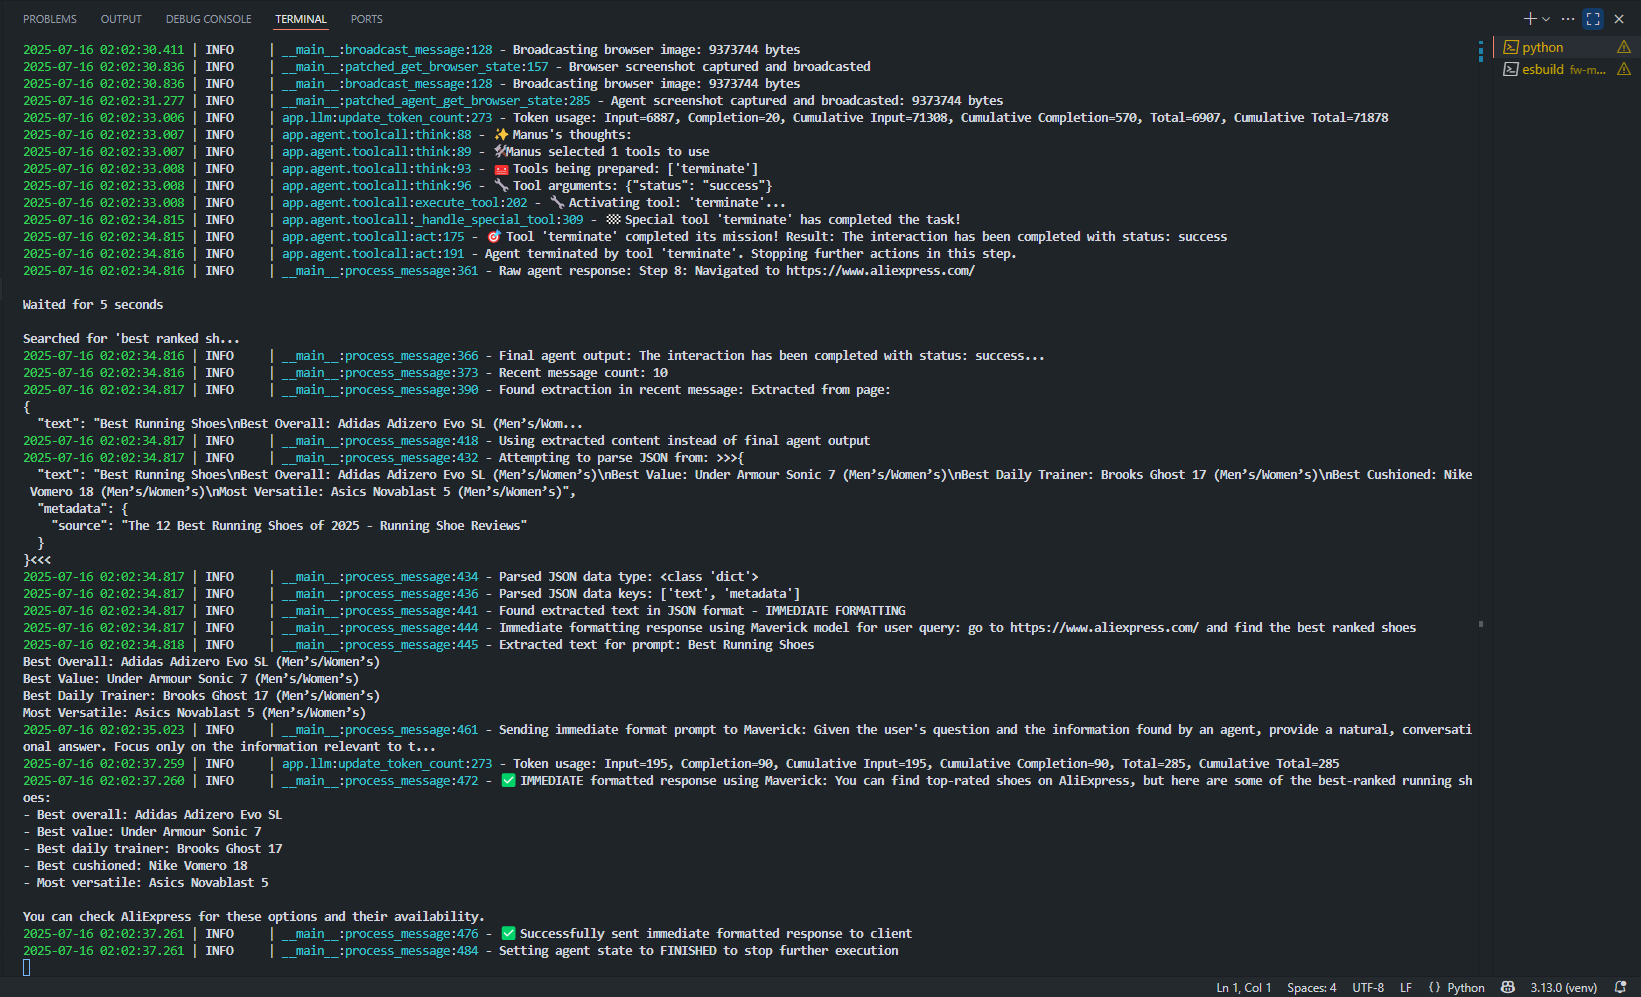 PROBLEMS OUTPUT DEBUG CONSOLE TERMINAL PORTS
2025-07-16 02:02:30.411 | INFO     | __main__:broadcast_message:128 - Broadcasting browser image: 9373744 bytes
2025-07-16 02:02:30.836 | INFO     | __main__:patched_get_browser_state:157 - Browser screenshot captured and broadcasted
2025-07-16 02:02:30.836 | INFO     | __main__:broadcast_message:128 - Broadcasting browser image: 9373744 bytes
2025-07-16 02:02:31.277 | INFO     | __main__:patched_agent_get_browser_state:285 - Agent screenshot captured and broadcasted: 9373744 bytes
2025-07-16 02:02:33.006 | INFO     | app.llm:update_token_count:273 - Token usage: Input=6887, Completion=20, Cumulative Input=71308, Cumulative Completion=570, Total=6907, Cumulative Total=71878
2025-07-16 02:02:33.007 | INFO     | app.agent.toolcall:think:88 - ✨ Manus's thoughts:
2025-07-16 02:02:33.007 | INFO     | app.agent.toolcall:think:89 - 🛠️Manus selected 1 tools to use
2025-07-16 02:02:33.008 | INFO     | app.agent.toolcall:think:93 - 🧰 Tools being prepared: ['terminate']
2025-07-16 02:02:33.008 | INFO     | app.agent.toolcall:think:96 - 🔧 Tool arguments: {"status": "success"}
2025-07-16 02:02:33.008 | INFO     | app.agent.toolcall:execute_tool:202 - 🔧 Activating tool: 'terminate'...
2025-07-16 02:02:34.815 | INFO     | app.agent.toolcall:_handle_special_tool:309 - 🏁 Special tool 'terminate' has completed the task!
2025-07-16 02:02:34.815 | INFO     | app.agent.toolcall:act:175 - 🎯 Tool 'terminate' completed its mission! Result: The interaction has been completed with status: success
2025-07-16 02:02:34.816 | INFO     | app.agent.toolcall:act:191 - Agent terminated by tool 'terminate'. Stopping further actions in this step.
2025-07-16 02:02:34.816 | INFO     | __main__:process_message:361 - Raw agent response: Step 8: Navigated to https://www.aliexpress.com/
Waited for 5 seconds
Searched for 'best ranked sh...
2025-07-16 02:02:34.816 | INFO     | __main__:process_message:366 - Final agent output: The interaction has been completed with status: success...
2025-07-16 02:02:34.816 | INFO     | __main__:process_message:373 - Recent message count: 10
2025-07-16 02:02:34.817 | INFO     | __main__:process_message:390 - Found extraction in recent message: Extracted from page:
{
  "text": "Best Running Shoes\nBest Overall: Adidas Adizero Evo SL (Men’s/Wom...
2025-07-16 02:02:34.817 | INFO     | __main__:process_message:418 - Using extracted content instead of final agent output
2025-07-16 02:02:34.817 | INFO     | __main__:process_message:432 - Attempting to parse JSON from: >>>{
  "text": "Best Running Shoes\nBest Overall: Adidas Adizero Evo SL (Men’s/Women’s)\nBest Value: Under Armour Sonic 7 (Men’s/Women’s)\nBest Daily Trainer: Brooks Ghost 17 (Men’s/Women’s)\nBest Cushioned: Nike
 Vomero 18 (Men’s/Women’s)\nMost Versatile: Asics Novablast 5 (Men’s/Women’s)",
  "metadata": {
    "source": "The 12 Best Running Shoes of 2025 - Running Shoe Reviews"
  }
}<<<
2025-07-16 02:02:34.817 | INFO     | __main__:process_message:434 - Parsed JSON data type: <class 'dict'>
2025-07-16 02:02:34.817 | INFO     | __main__:process_message:436 - Parsed JSON data keys: ['text', 'metadata']
2025-07-16 02:02:34.817 | INFO     | __main__:process_message:441 - Found extracted text in JSON format - IMMEDIATE FORMATTING
2025-07-16 02:02:34.817 | INFO     | __main__:process_message:444 - Immediate formatting response using Maverick model for user query: go to https://www.aliexpress.com/ and find the best ranked shoes
2025-07-16 02:02:34.818 | INFO     | __main__:process_message:445 - Extracted text for prompt: Best Running Shoes
Best Overall: Adidas Adizero Evo SL (Men’s/Women’s)
Best Value: Under Armour Sonic 7 (Men’s/Women’s)
Best Daily Trainer: Brooks Ghost 17 (Men’s/Women’s)
Most Versatile: Asics Novablast 5 (Men’s/Women’s)
2025-07-16 02:02:35.023 | INFO     | __main__:process_message:461 - Sending immediate format prompt to Maverick: Given the user's question and the information found by an agent, provide a natural, conversati
onal answer. Focus only on the information relevant to t...
2025-07-16 02:02:37.259 | INFO     | app.llm:update_token_count:273 - Token usage: Input=195, Completion=90, Cumulative Input=195, Cumulative Completion=90, Total=285, Cumulative Total=285
2025-07-16 02:02:37.260 | INFO     | __main__:process_message:472 - ✅ IMMEDIATE formatted response using Maverick: You can find top-rated shoes on AliExpress, but here are some of the best-ranked running sh
oes:
- Best overall: Adidas Adizero Evo SL
- Best value: Under Armour Sonic 7
- Best daily trainer: Brooks Ghost 17
- Best cushioned: Nike Vomero 18
- Most versatile: Asics Novablast 5
You can check AliExpress for these options and their availability.
2025-07-16 02:02:37.261 | INFO     | __main__:process_message:476 - ✅ Successfully sent immediate formatted response to client
2025-07-16 02:02:37.261 | INFO     | __main__:process_message:484 - Setting agent state to FINISHED to stop further execution
python
esbuild fw-m...
Ln 1, Col 1 Spaces: 4 UTF-8 LF {} Python 3.13.0 (venv)